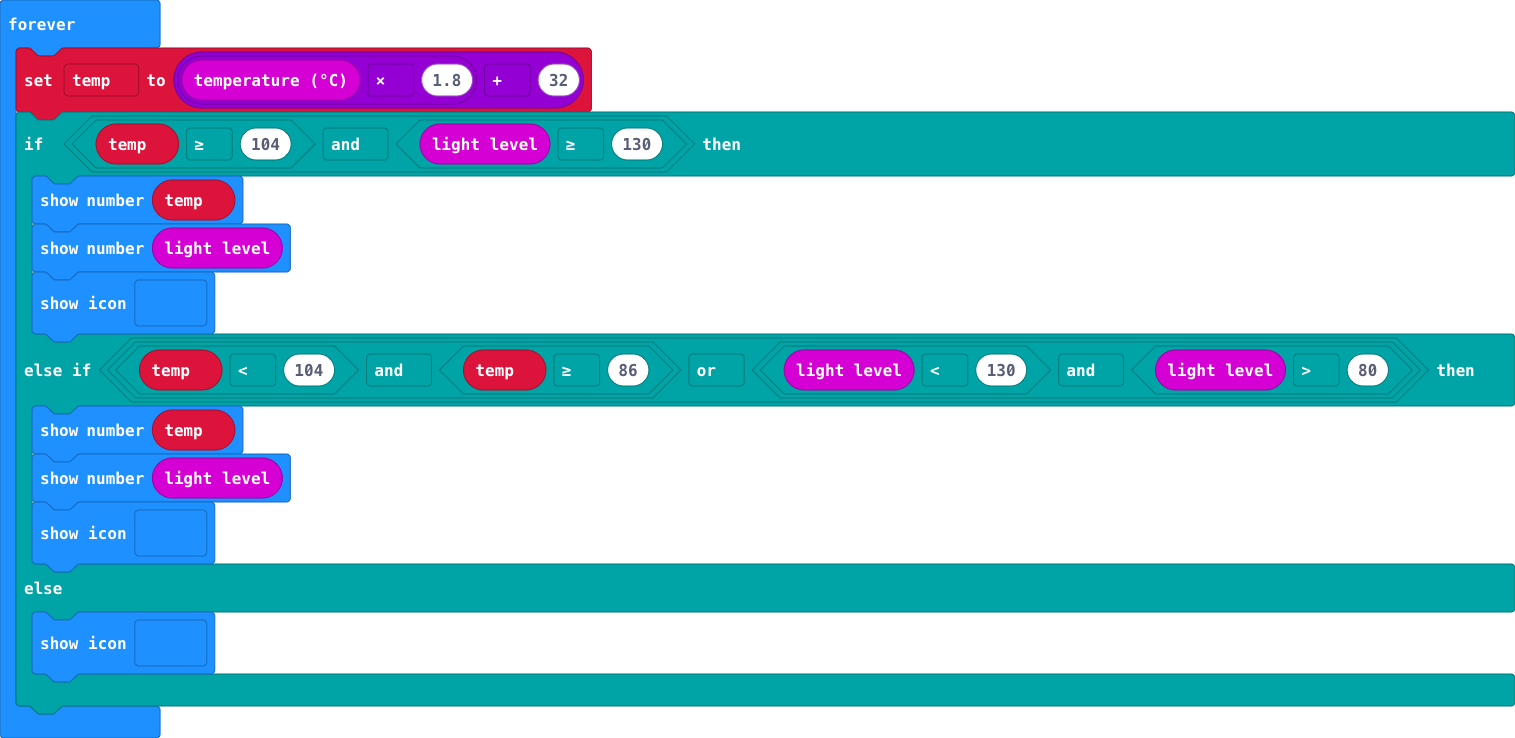 forever
set temp to temperature (°C) × 1.8 + 32
if temp ≥ 104 and light level ≥ 130 then
show number temp
show number light level
show icon
else if temp < 104 and temp ≥ 86 or light level < 130 and light level > 80 then
show number temp
show number light level
show icon
else
show icon